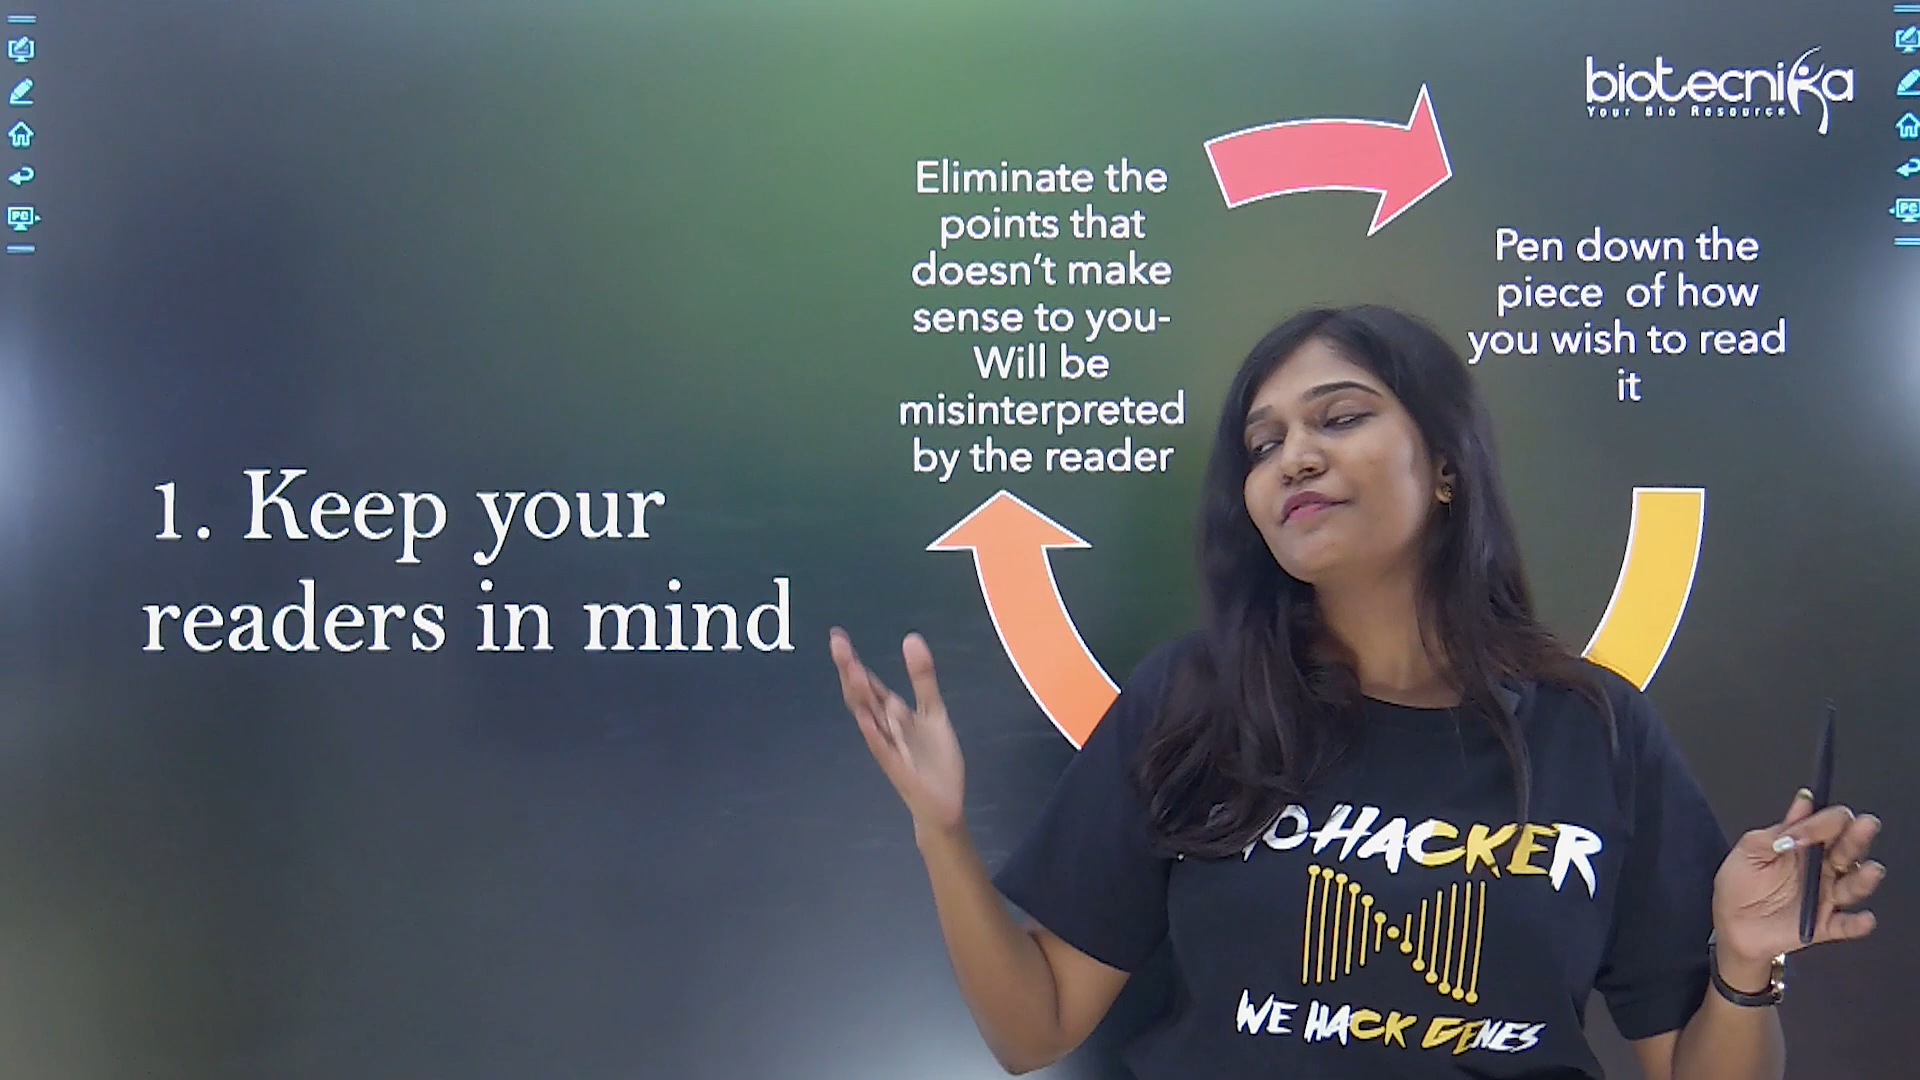 biotecnika
Your Bio Resource
Eliminate the
points that
doesn't make
sense to you-
Will be
misinterpreted
by the reader
Pen down the
piece of how
you wish to read
it
1. Keep your
readers in mind
PC
PC
WE HACK GENES